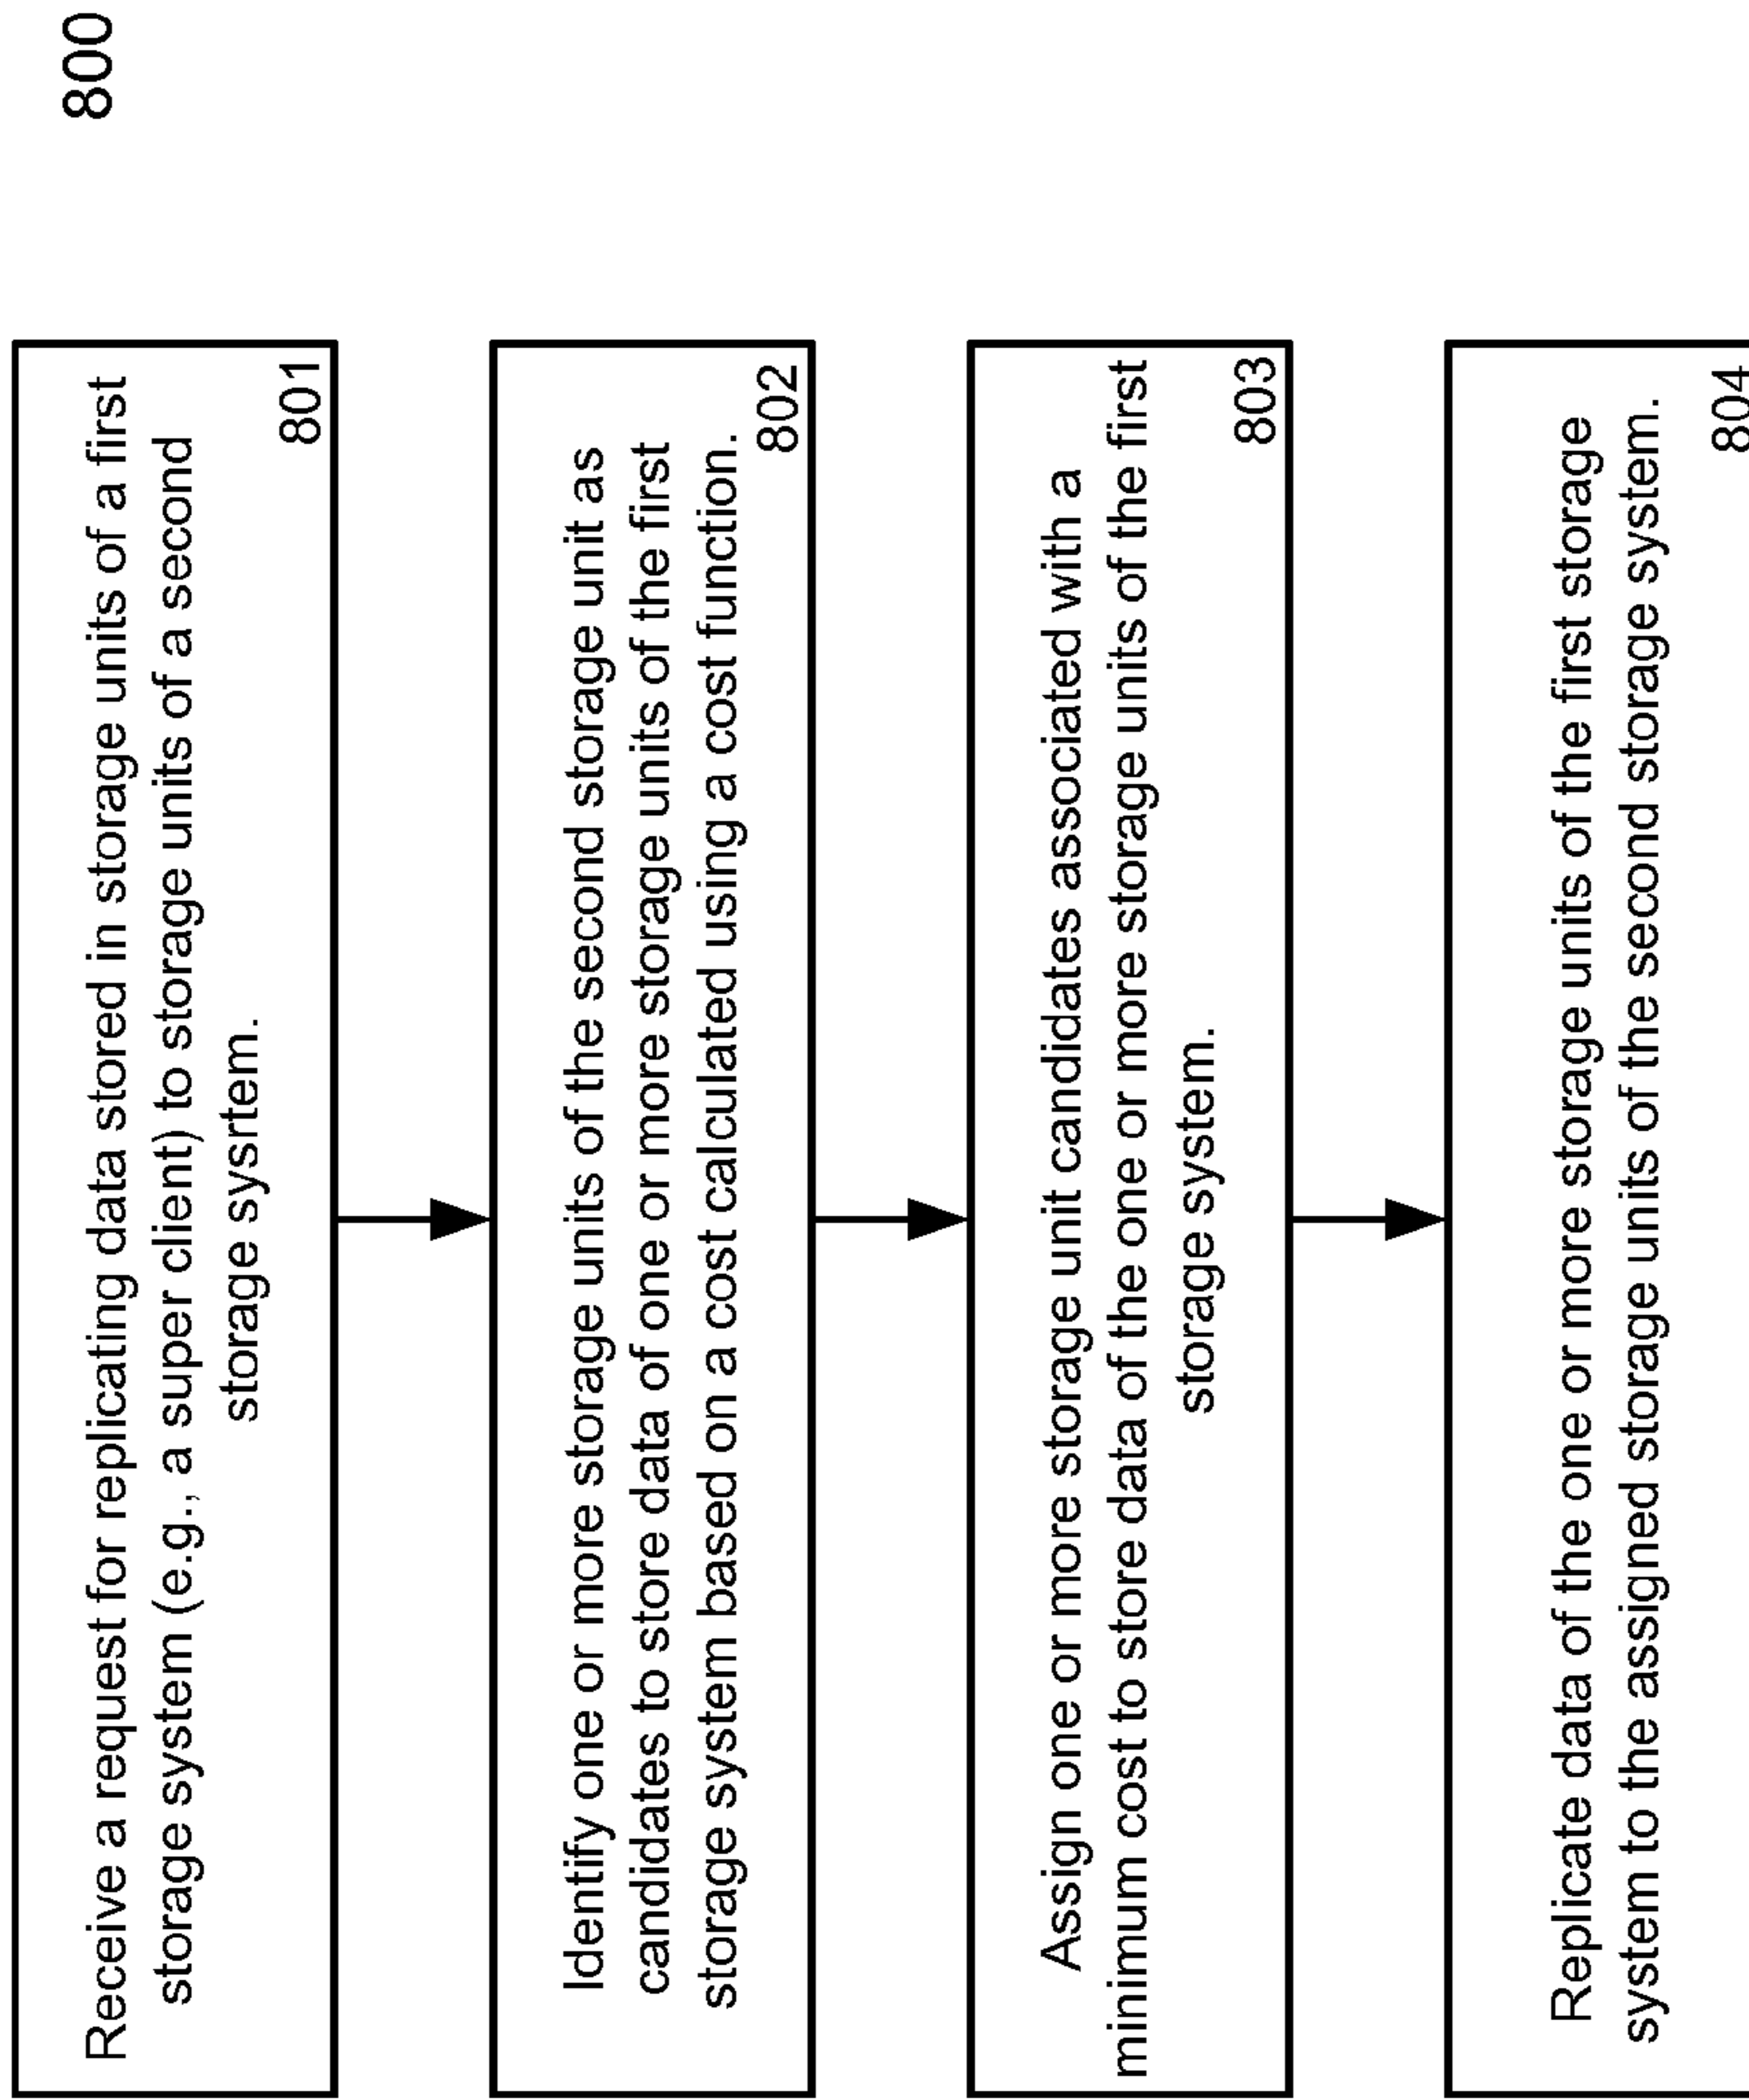 800
Receive a request for replicating data stored in storage units of a first
storage system (e.g., a super client) to storage units of a second
storage sysrtem.
801
Identify one or more storage units of the second storage unit as
candidates to store data of one or more storage units of the first
storage system based on a cost calculated using a cost function.
802
Assign one or more storage unit candidates associated with a
minimum cost to store data of the one or more storage units of the first
storage system.
803
Replicate data of the one or more storage units of the first storage
system to the assigned storage units of the second storage system.
804